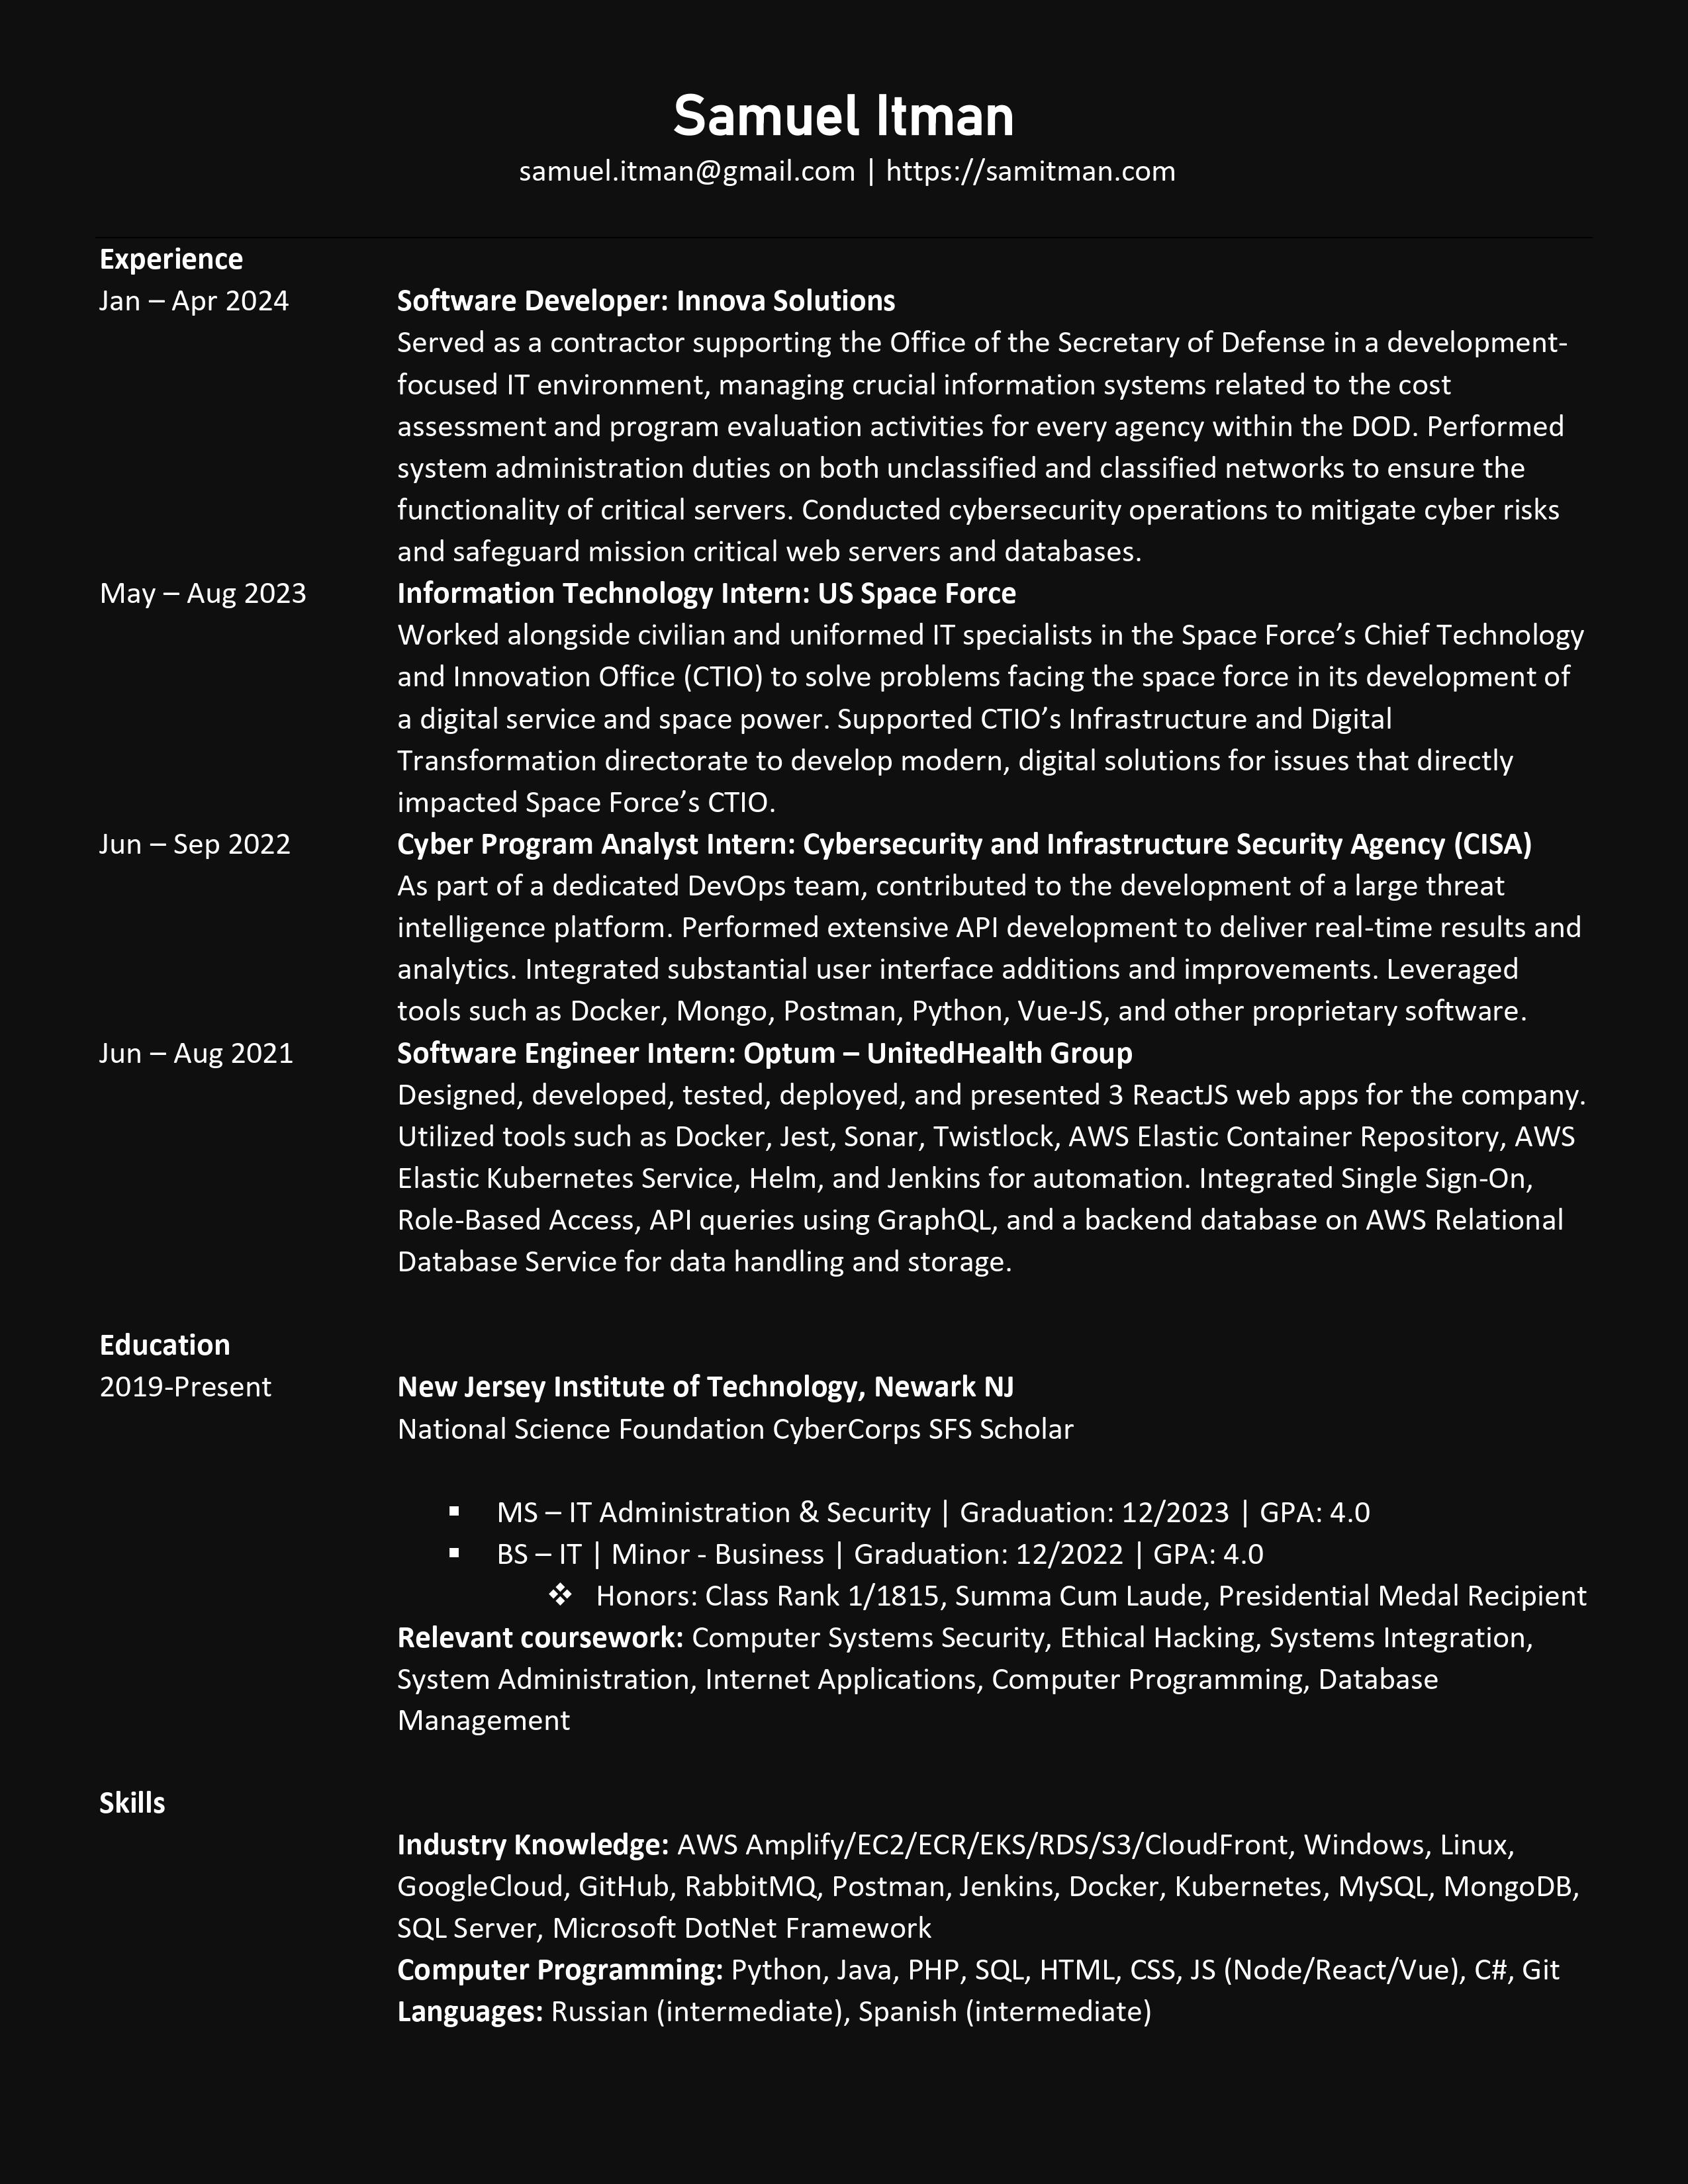 Samuel Itman
samuel.itman@gmail.com | https://samitman.com
Experience
Jan – Apr 2024 Software Developer: Innova Solutions
Served as a contractor supporting the Office of the Secretary of Defense in a development-
focused IT environment, managing crucial information systems related to the cost
assessment and program evaluation activities for every agency within the DOD. Performed
system administration duties on both unclassified and classified networks to ensure the
functionality of critical servers. Conducted cybersecurity operations to mitigate cyber risks
and safeguard mission critical web servers and databases.
May – Aug 2023 Information Technology Intern: US Space Force
Worked alongside civilian and uniformed IT specialists in the Space Force’s Chief Technology
and Innovation Office (CTIO) to solve problems facing the space force in its development of
a digital service and space power. Supported CTIO’s Infrastructure and Digital
Transformation directorate to develop modern, digital solutions for issues that directly
impacted Space Force’s CTIO.
Jun – Sep 2022 Cyber Program Analyst Intern: Cybersecurity and Infrastructure Security Agency (CISA)
As part of a dedicated DevOps team, contributed to the development of a large threat
intelligence platform. Performed extensive API development to deliver real-time results and
analytics. Integrated substantial user interface additions and improvements. Leveraged
tools such as Docker, Mongo, Postman, Python, Vue-JS, and other proprietary software.
Jun – Aug 2021 Software Engineer Intern: Optum – UnitedHealth Group
Designed, developed, tested, deployed, and presented 3 ReactJS web apps for the company.
Utilized tools such as Docker, Jest, Sonar, Twistlock, AWS Elastic Container Repository, AWS
Elastic Kubernetes Service, Helm, and Jenkins for automation. Integrated Single Sign-On,
Role-Based Access, API queries using GraphQL, and a backend database on AWS Relational
Database Service for data handling and storage.
Education
2019-Present New Jersey Institute of Technology, Newark NJ
National Science Foundation CyberCorps SFS Scholar
▪ MS – IT Administration & Security | Graduation: 12/2023 | GPA: 4.0
▪ BS – IT | Minor - Business | Graduation: 12/2022 | GPA: 4.0
❖ Honors: Class Rank 1/1815, Summa Cum Laude, Presidential Medal Recipient
Relevant coursework: Computer Systems Security, Ethical Hacking, Systems Integration,
System Administration, Internet Applications, Computer Programming, Database
Management
Skills
Industry Knowledge: AWS Amplify/EC2/ECR/EKS/RDS/S3/CloudFront, Windows, Linux,
GoogleCloud, GitHub, RabbitMQ, Postman, Jenkins, Docker, Kubernetes, MySQL, MongoDB,
SQL Server, Microsoft DotNet Framework
Computer Programming: Python, Java, PHP, SQL, HTML, CSS, JS (Node/React/Vue), C#, Git
Languages: Russian (intermediate), Spanish (intermediate)